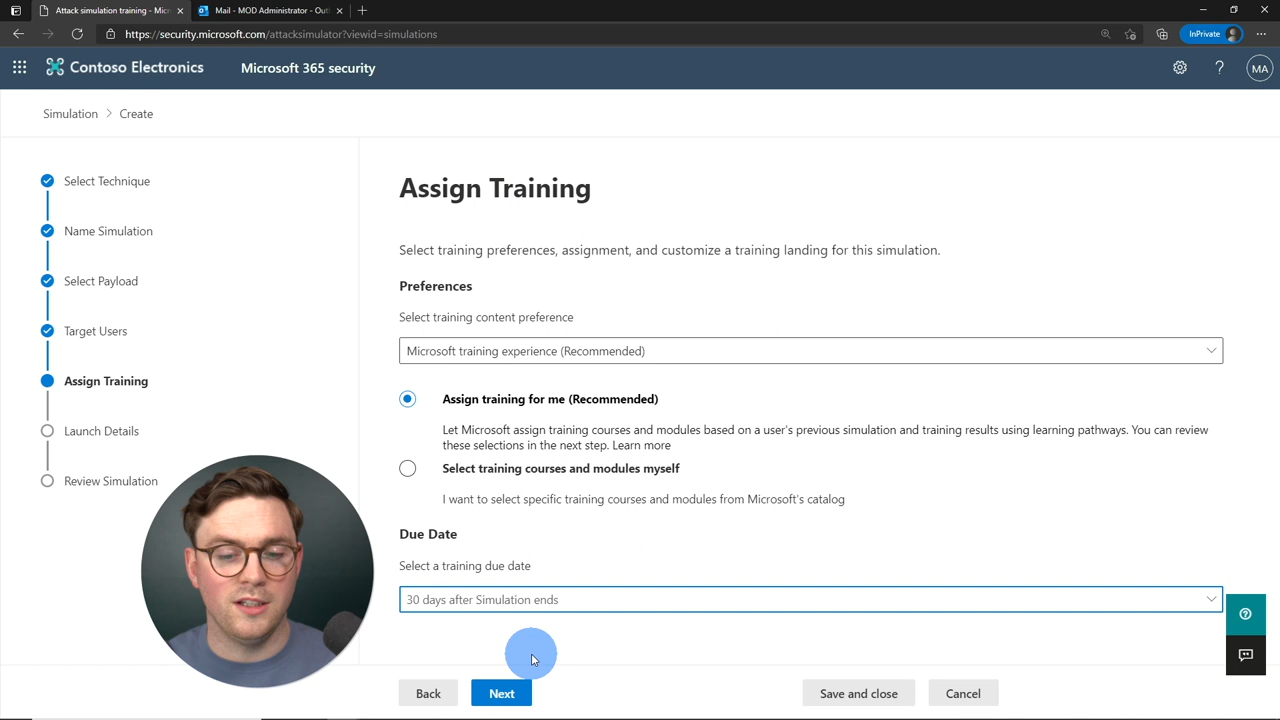 Attack simulation training - Micr
Mail - MOD Administrator - Outl
https://security.microsoft.com/attacksimulator?viewid=simulations
InPrivate
Contoso Electronics
Microsoft 365 security
MA
Simulation > Create
Select Technique
Name Simulation
Select Payload
Target Users
Assign Training
Launch Details
Review Simulation
Assign Training
Select training preferences, assignment, and customize a training landing for this simulation.
Preferences
Select training content preference
Microsoft training experience (Recommended)
Assign training for me (Recommended)
Let Microsoft assign training courses and modules based on a user's previous simulation and training results using learning pathways. You can review
these selections in the next step. Learn more
Select training courses and modules myself
I want to select specific training courses and modules from Microsoft's catalog
Due Date
Select a training due date
30 days after Simulation ends
Back
Next
Save and close
Cancel